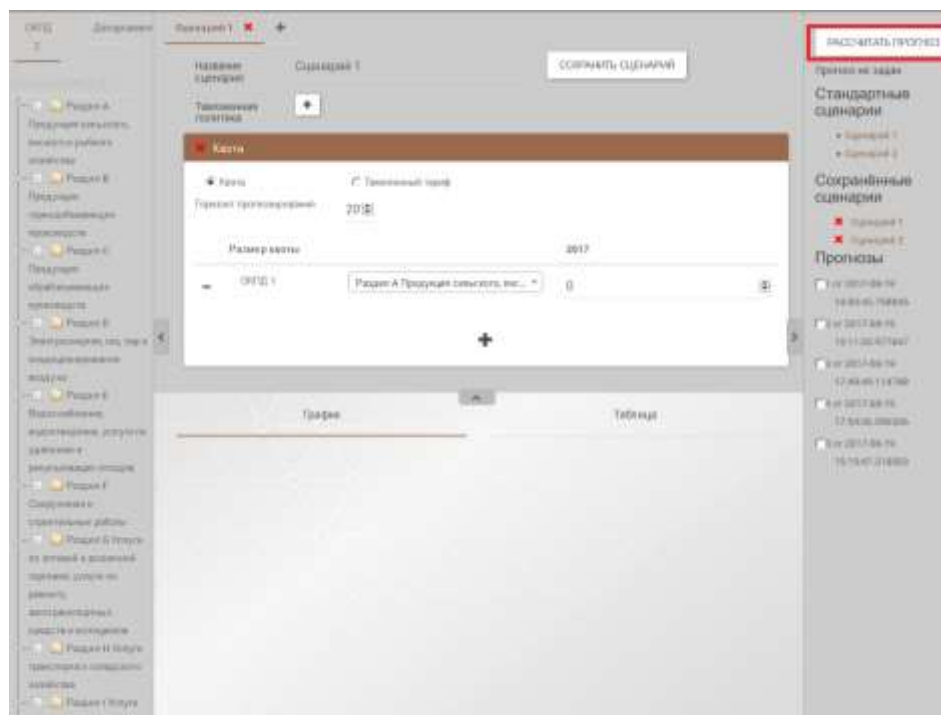 ОКПД 2
Департамент
Сценарий 1
Название сценария
Сценарий 1
СОХРАНИТЬ СЦЕНАРИЙ
Таможенная политика
Квота
Квота
Таможенный тариф
Горизонт прогнозирования
Размер квоты
2017
ОКПД 1
Раздел А Продукция сельского, лес...
0
График
Таблица
Раздел А
Продукция сельского, лесного и рыбного хозяйства
Раздел B
Продукция горнодобывающих производств
Раздел C
Продукция обрабатывающих производств
Раздел D
Электроэнергия, газ, пар и кондиционирование воздуха
Раздел E
Водоснабжение, водоотведение, услуги по удалению и рекультивации отходов
Раздел F
Сооружения и строительные работы
Раздел G Услуги по оптовой и розничной торговле, услуги по ремонту автотранспортных средств и мотоциклов
Раздел H Услуги транспорта и складского хозяйства
Раздел I Услуги
РАССЧИТАТЬ ПРОГНОЗ
Прогноз не задан
Стандартные
сценарии
Сценарий 1
Сценарий 2
Сохранённые
сценарии
Сценарий 1
Сценарий 2
Прогнозы